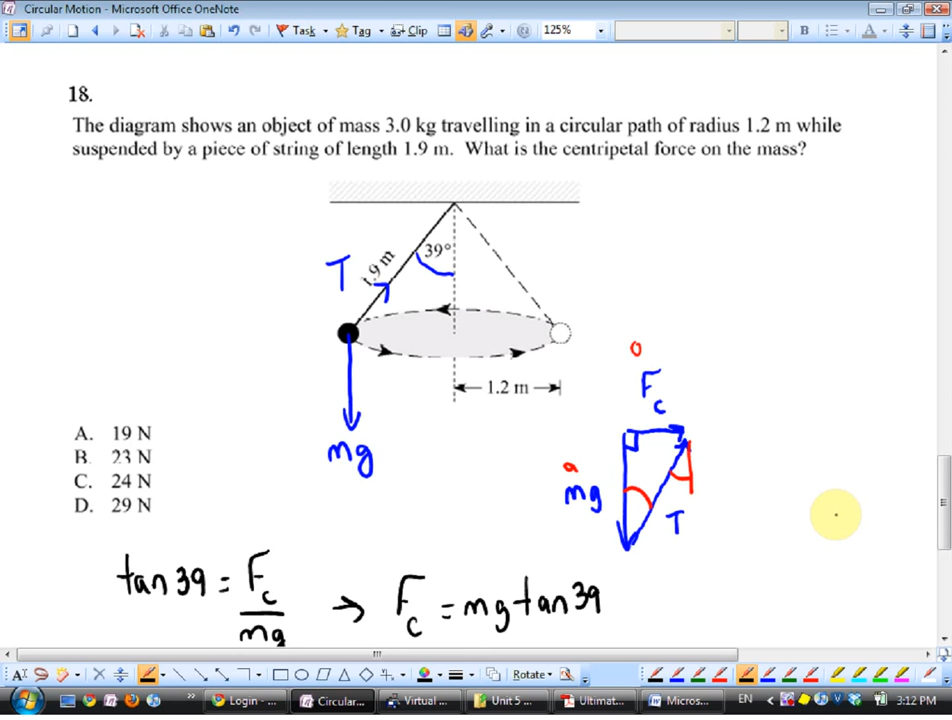 Circular Motion - Microsoft Office OneNote
Task
Tag
Clip
125%
B
A
18.
The diagram shows an object of mass 3.0 kg travelling in a circular path of radius 1.2 m while
suspended by a piece of string of length 1.9 m. What is the centripetal force on the mass?
39°
T
1.9 m
1.2 m
mg
A. 19 N
B. 23 N
C. 24 N
D. 29 N
o
Fc
a
mg
T
tan 39 = Fc / mg → Fc = mg tan 39
A
Rotate
Login - ...
Circular...
Virtual ...
Unit 5 ...
Ultimat...
Micros...
EN
3:12 PM